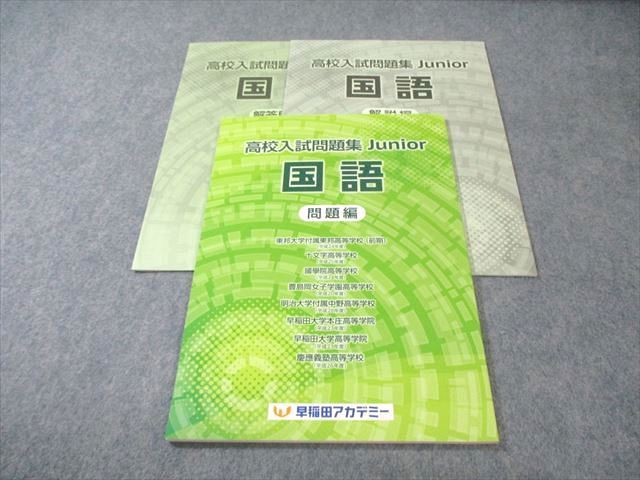 高校入試問題集
国
解答
高校入試問題集 Junior
国語
解説編
高校入試問題集 Junior
国語
問題編
東邦大学付属東邦高等学校(前期)
十文字高等学校
國學院高等学校
豊島岡女子学園高等学校
明治大学付属中野高等学校
早稲田大学本庄高等学院
早稲田大学高等学院
慶應義塾高等学校
早稲田アカデミー